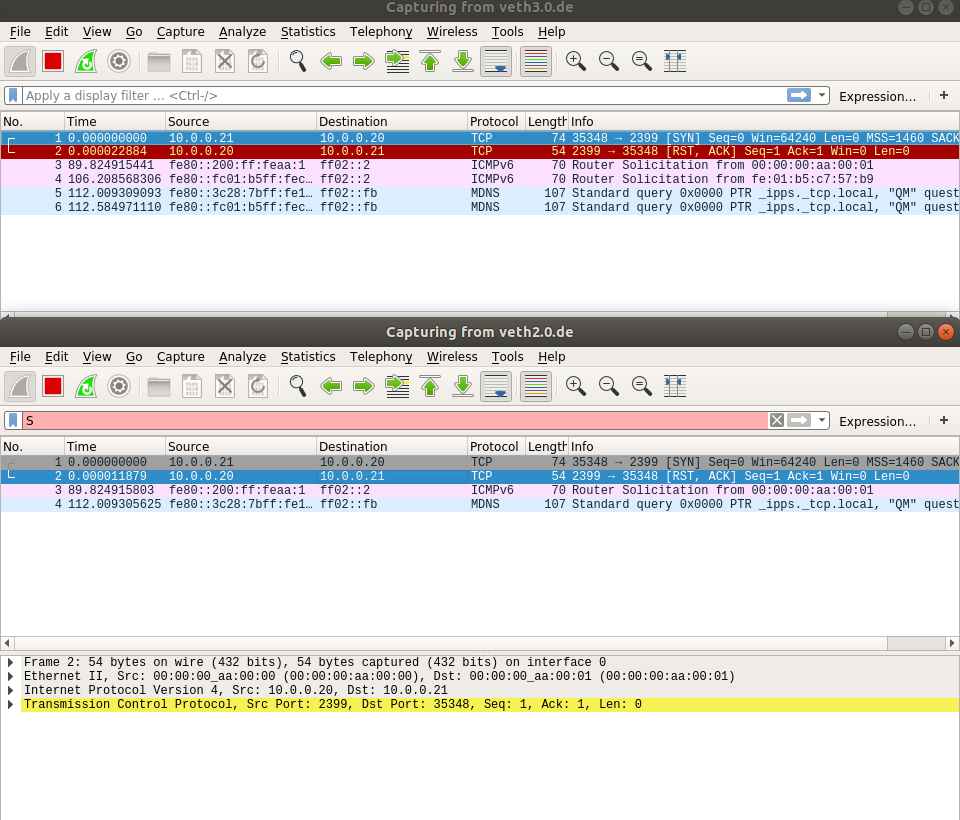 Capturing from veth3.0.de
File Edit View Go Capture Analyze Statistics Telephony Wireless Tools Help
Apply a display filter ... <Ctrl-/> Expression... +
No. Time Source Destination Protocol Length Info
1 0.000000000 10.0.0.21 10.0.0.20 TCP 74 35348 → 2399 [SYN] Seq=0 Win=64240 Len=0 MSS=1460 SACK
2 0.000022884 10.0.0.20 10.0.0.21 TCP 54 2399 → 35348 [RST, ACK] Seq=1 Ack=1 Win=0 Len=0
3 89.824915441 fe80::200:ff:feaa:1 ff02::2 ICMPv6 70 Router Solicitation from 00:00:00:aa:00:01
4 106.208568306 fe80::fc01:b5ff:fec… ff02::2 ICMPv6 70 Router Solicitation from fe:01:b5:c7:57:b9
5 112.009309093 fe80::3c28:7bff:fe1… ff02::fb MDNS 107 Standard query 0x0000 PTR _ipps._tcp.local, "QM" quest
6 112.584971110 fe80::fc01:b5ff:fec… ff02::fb MDNS 107 Standard query 0x0000 PTR _ipps._tcp.local, "QM" quest
Capturing from veth2.0.de
File Edit View Go Capture Analyze Statistics Telephony Wireless Tools Help
S Expression... +
No. Time Source Destination Protocol Length Info
1 0.000000000 10.0.0.21 10.0.0.20 TCP 74 35348 → 2399 [SYN] Seq=0 Win=64240 Len=0 MSS=1460 SACK
2 0.000011879 10.0.0.20 10.0.0.21 TCP 54 2399 → 35348 [RST, ACK] Seq=1 Ack=1 Win=0 Len=0
3 89.824915803 fe80::200:ff:feaa:1 ff02::2 ICMPv6 70 Router Solicitation from 00:00:00:aa:00:01
4 112.009305625 fe80::3c28:7bff:fe1… ff02::fb MDNS 107 Standard query 0x0000 PTR _ipps._tcp.local, "QM" quest
Frame 2: 54 bytes on wire (432 bits), 54 bytes captured (432 bits) on interface 0
Ethernet II, Src: 00:00:00_aa:00:00 (00:00:00:aa:00:00), Dst: 00:00:00_aa:00:01 (00:00:00:aa:00:01)
Internet Protocol Version 4, Src: 10.0.0.20, Dst: 10.0.0.21
Transmission Control Protocol, Src Port: 2399, Dst Port: 35348, Seq: 1, Ack: 1, Len: 0